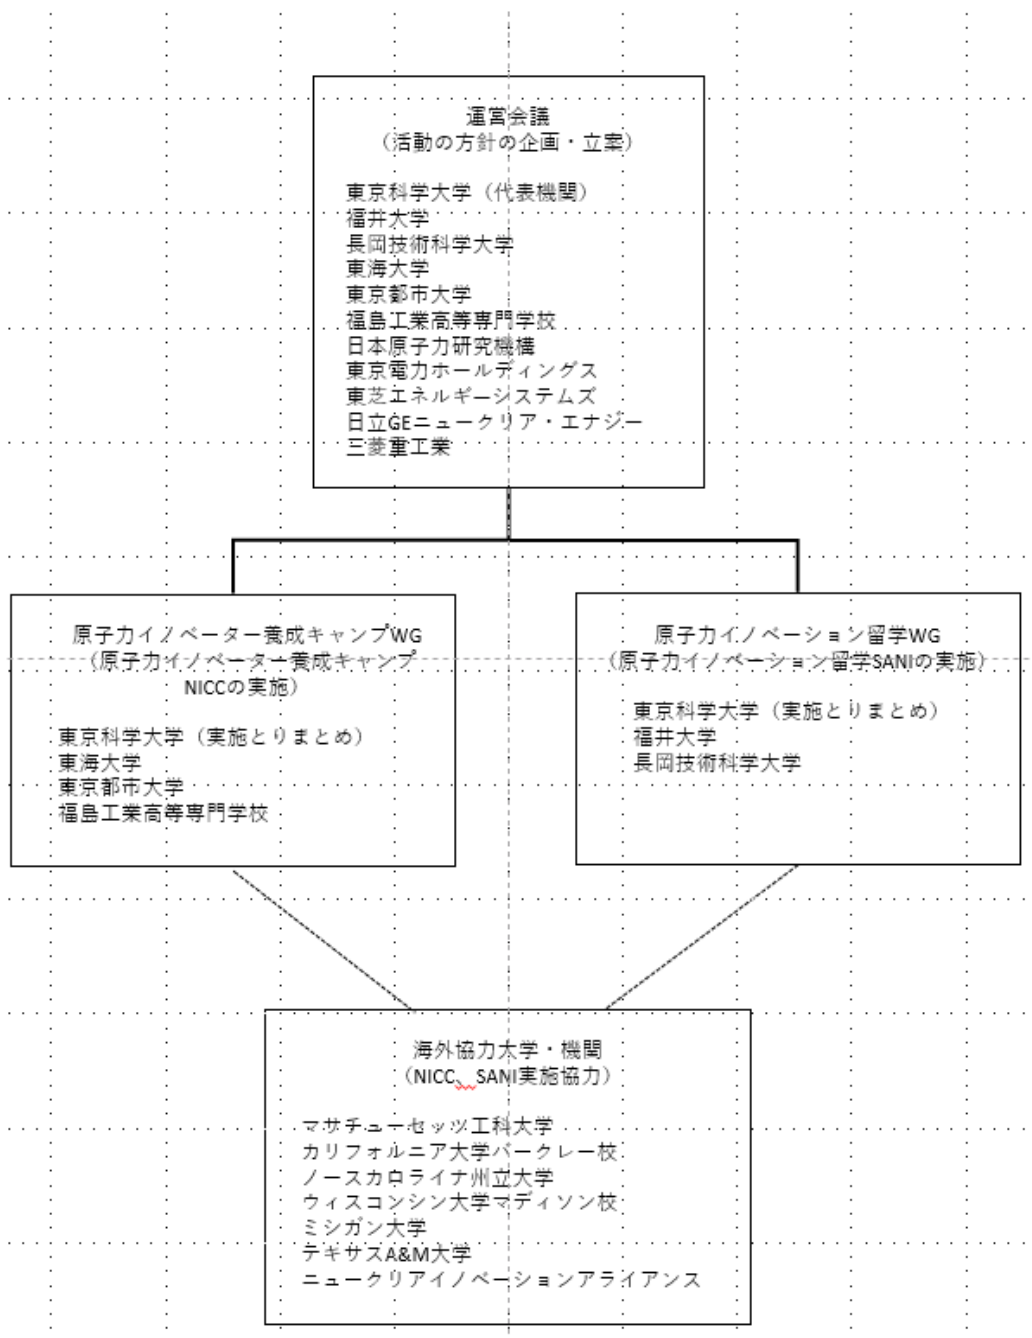 運営会議
（活動の方針の企画・立案）
東京科学大学（代表機関）
福井大学
長岡技術科学大学
東海大学
東京都市大学
福島工業高等専門学校
日本原子力研究機構
東京電力ホールディングス
東芝エネルギーシステムズ
日立GEニュークリア・エナジー
三菱重工業
原子力イノベーター養成キャンプWG
（原子力イノベーター養成キャンプ
NICCの実施）
東京科学大学（実施とりまとめ）
東海大学
東京都市大学
福島工業高等専門学校
原子力イノベーション留学WG
（原子力イノベーション留学SANIの実施）
東京科学大学（実施とりまとめ）
福井大学
長岡技術科学大学
海外協力大学・機関
（NICC、SANI実施協力）
マサチューセッツ工科大学
カリフォルニア大学バークレー校
ノースカロライナ州立大学
ウィスコンシン大学マディソン校
ミシガン大学
テキサスA&M大学
ニュークリアイノベーションアライアンス